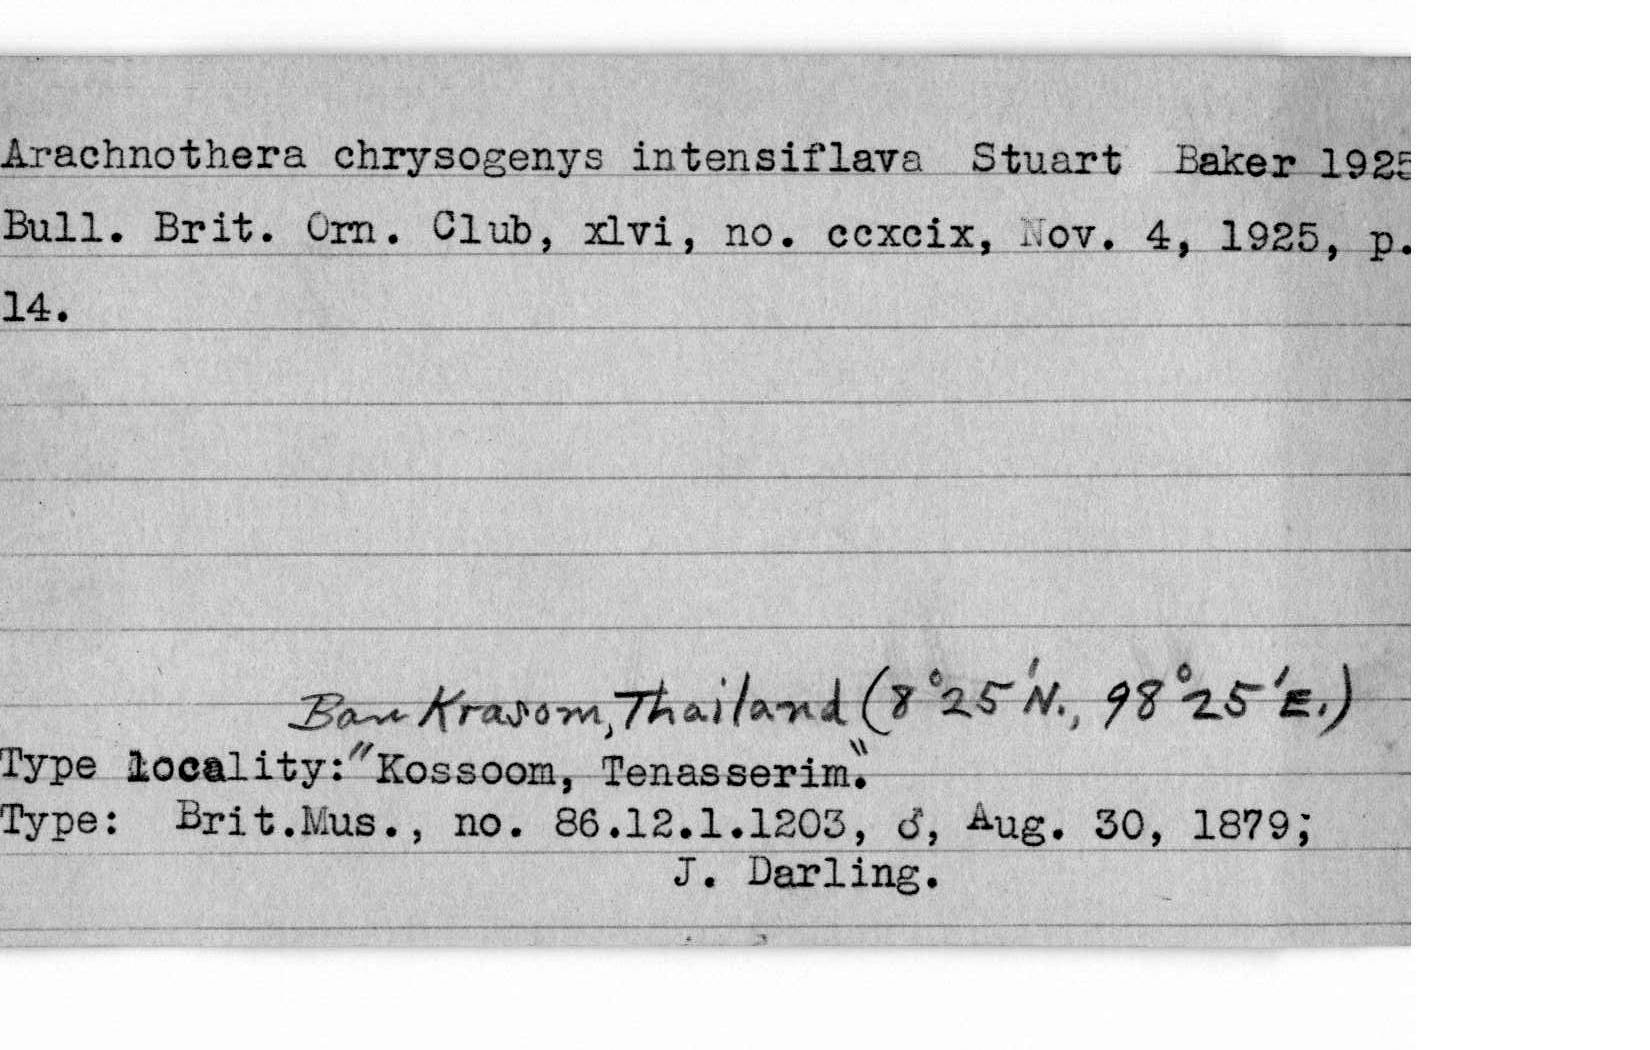 Arachnothera chrysogenys intensiflava Stuart Baker 1925
Bull. Brit. Orn. Club, xlvi, no. ccxcix, Nov. 4, 1925, p.
14.
Ban Krasom, Thailand (8°25'N., 98°25'E.)
Type locality: "Kossoom, Tenasserim."
Type: Brit.Mus., no. 86.12.1.1203, ♂, Aug. 30, 1879;
J. Darling.